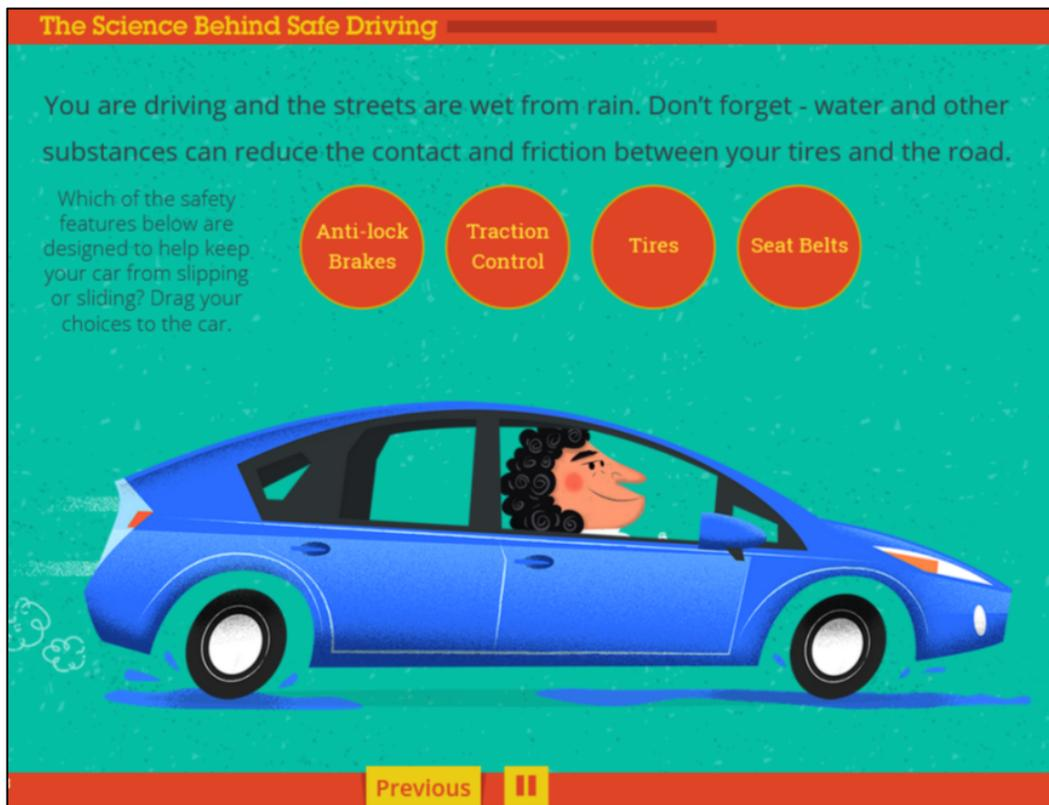 The Science Behind Safe Driving
You are driving and the streets are wet from rain. Don't forget - water and other
substances can reduce the contact and friction between your tires and the road.
Which of the safety
features below are
designed to help keep
your car from slipping
or sliding? Drag your
choices to the car.
Anti-lock
Brakes
Traction
Control
Tires
Seat Belts
Previous